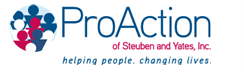 ProAction
of Steuben and Yates, Inc.
helping people. changing lives.